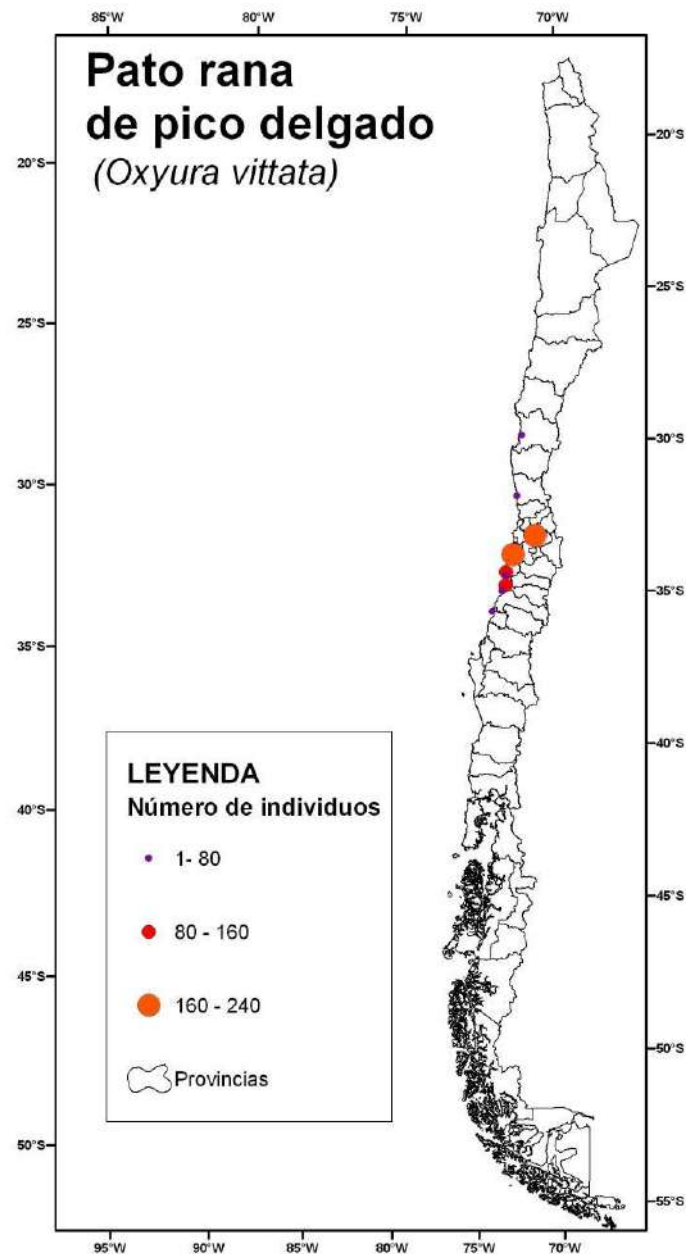 85°W 80°W 75°W 70°W
Pato rana
de pico delgado
(Oxyura vittata)
20°S
20°S
25°S
25°S
30°S
30°S
35°S
35°S
40°S
LEYENDA
Número de individuos
40°S
1- 80
45°S
80 - 160
45°S
160 - 240
50°S
Provincias
50°S
55°S
95°W 90°W 85°W 80°W 75°W 70°W